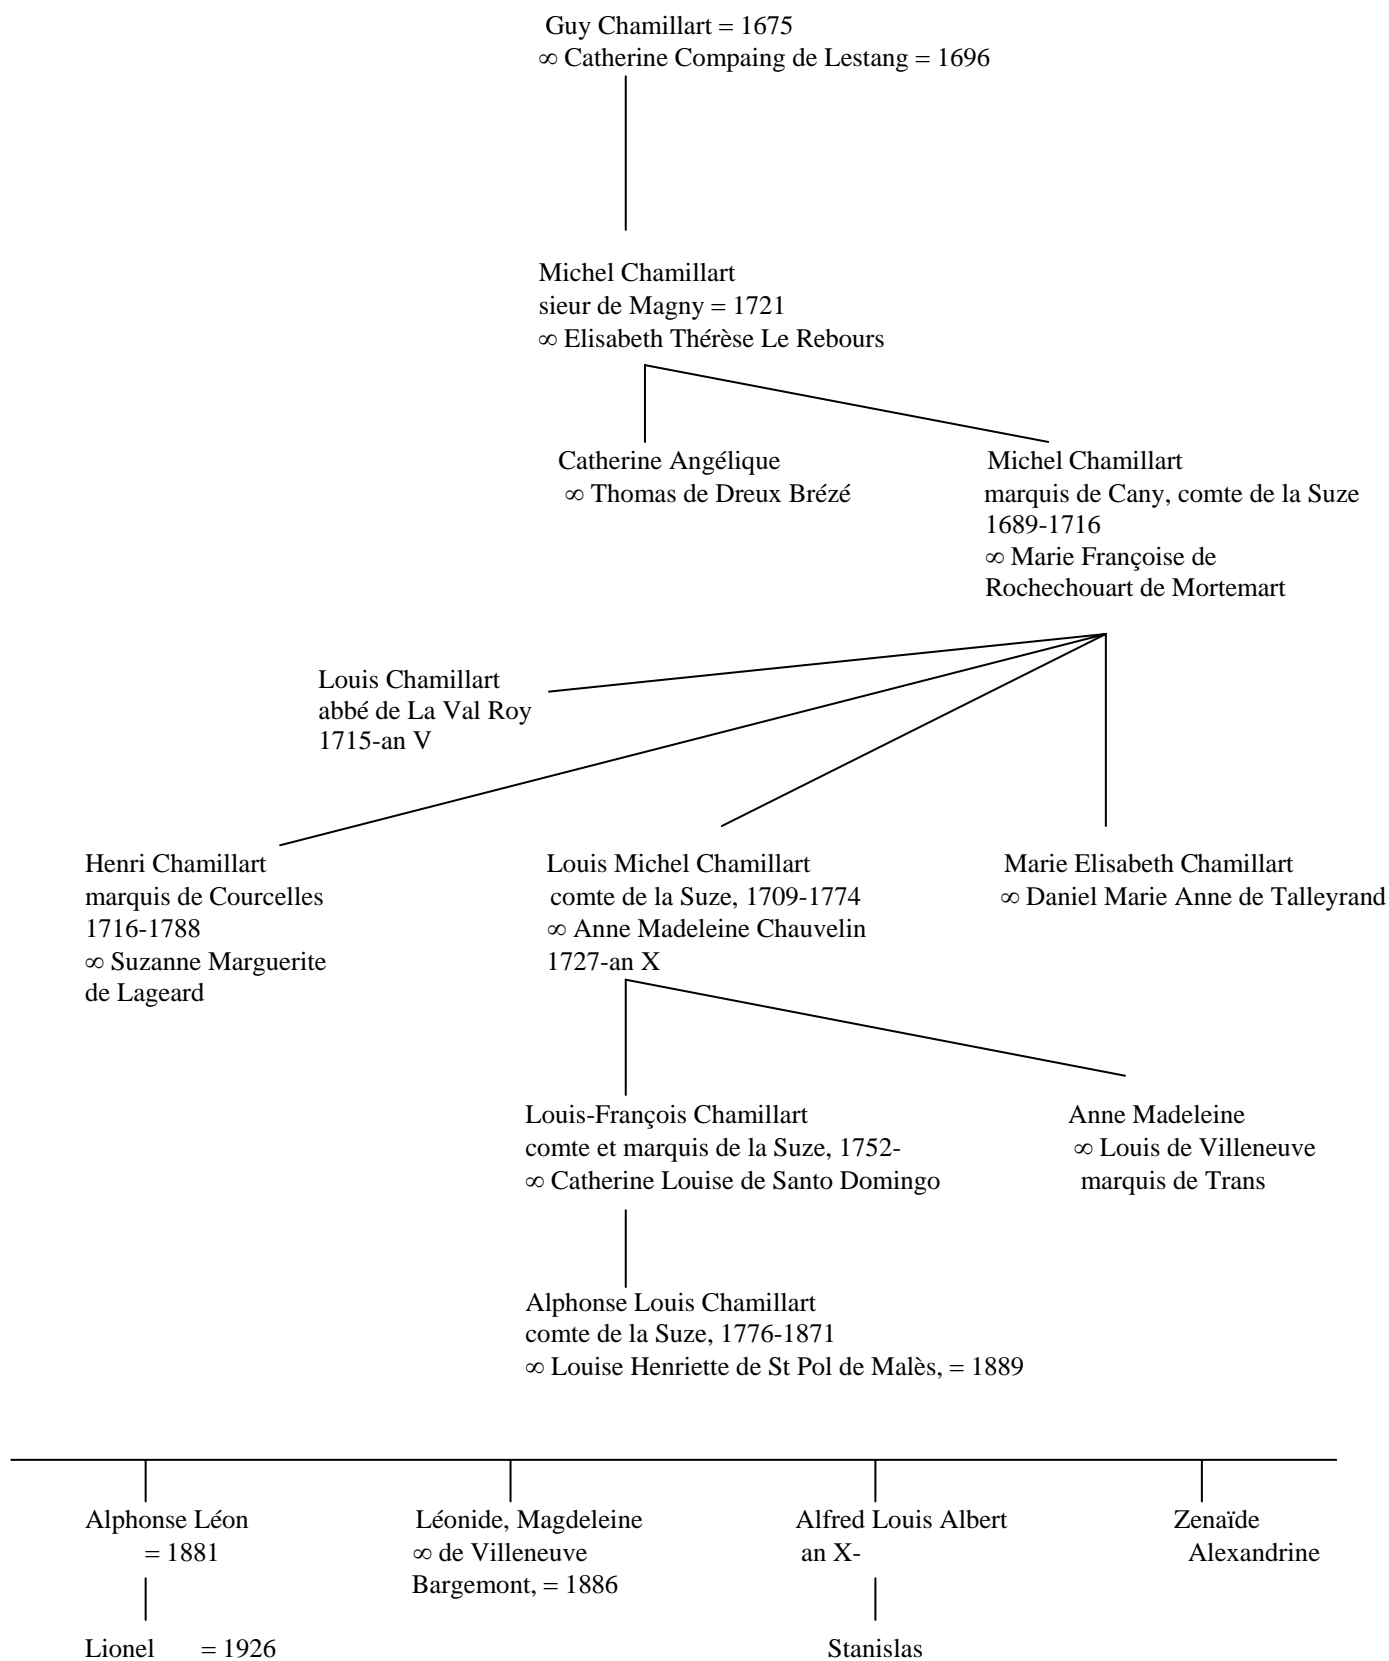 Guy Chamillart = 1675
∞ Catherine Compaing de Lestang = 1696
Michel Chamillart
sieur de Magny = 1721
∞ Elisabeth Thérèse Le Rebours
Catherine Angélique
∞ Thomas de Dreux Brézé
Michel Chamillart
marquis de Cany, comte de la Suze
1689-1716
∞ Marie Françoise de
Rochechouart de Mortemart
Louis Chamillart
abbé de La Val Roy
1715-an V
Henri Chamillart
marquis de Courcelles
1716-1788
∞ Suzanne Marguerite
de Lageard
Louis Michel Chamillart
comte de la Suze, 1709-1774
∞ Anne Madeleine Chauvelin
1727-an X
Marie Elisabeth Chamillart
∞ Daniel Marie Anne de Talleyrand
Louis-François Chamillart
comte et marquis de la Suze, 1752-
∞ Catherine Louise de Santo Domingo
Anne Madeleine
∞ Louis de Villeneuve
marquis de Trans
Alphonse Louis Chamillart
comte de la Suze, 1776-1871
∞ Louise Henriette de St Pol de Malès, = 1889
Alphonse Léon
= 1881
Léonide, Magdeleine
∞ de Villeneuve
Bargemont, = 1886
Alfred Louis Albert
an X-
Zenaïde
Alexandrine
Lionel = 1926
Stanislas